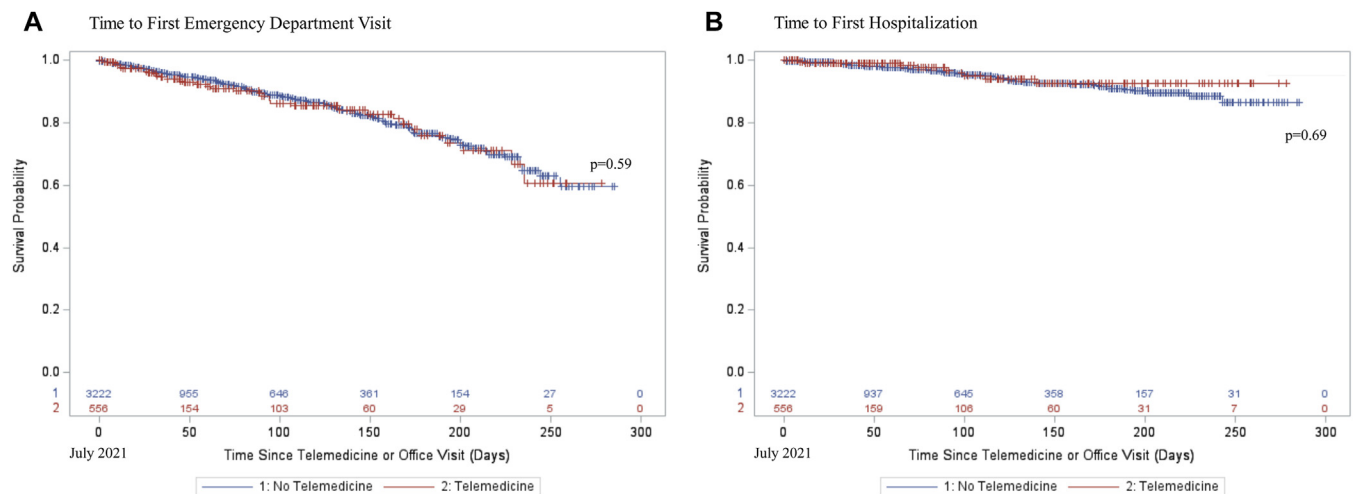 A Time to First Emergency Department Visit
1.0
0.8
0.6
0.4
0.2
0.0
Survival Probability
p=0.59
1 3222 955 646 361 154 27 0
2 556 154 103 60 29 5 0
0 50 100 150 200 250 300
July 2021 Time Since Telemedicine or Office Visit (Days)
1: No Telemedicine 2: Telemedicine
B Time to First Hospitalization
1.0
0.8
0.6
0.4
0.2
0.0
Survival Probability
p=0.69
1 3222 937 645 358 157 31 0
2 556 159 106 60 31 7 0
0 50 100 150 200 250 300
July 2021 Time Since Telemedicine or Office Visit (Days)
1: No Telemedicine 2: Telemedicine